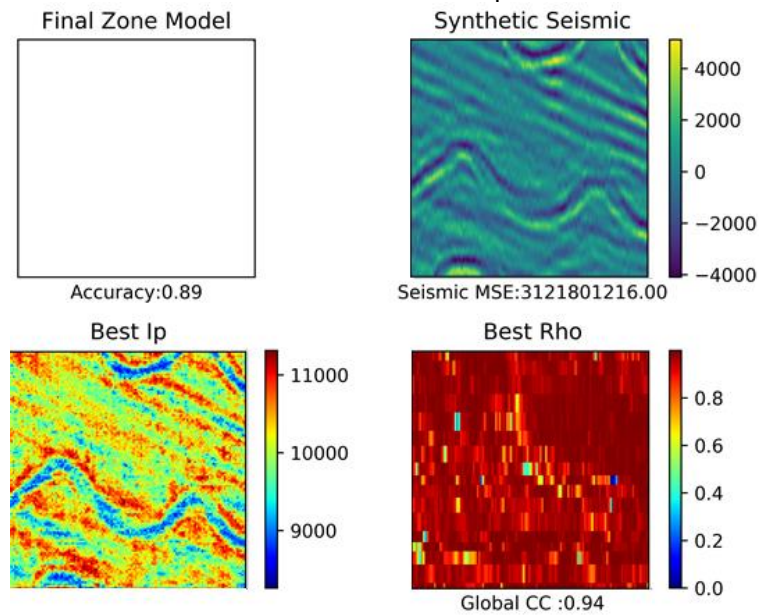 Final Zone Model
Synthetic Seismic
4000
2000
0
−2000
−4000
Accuracy:0.89
Seismic MSE:3121801216.00
Best Ip
Best Rho
11000
10000
9000
0.8
0.6
0.4
0.2
0.0
Global CC :0.94